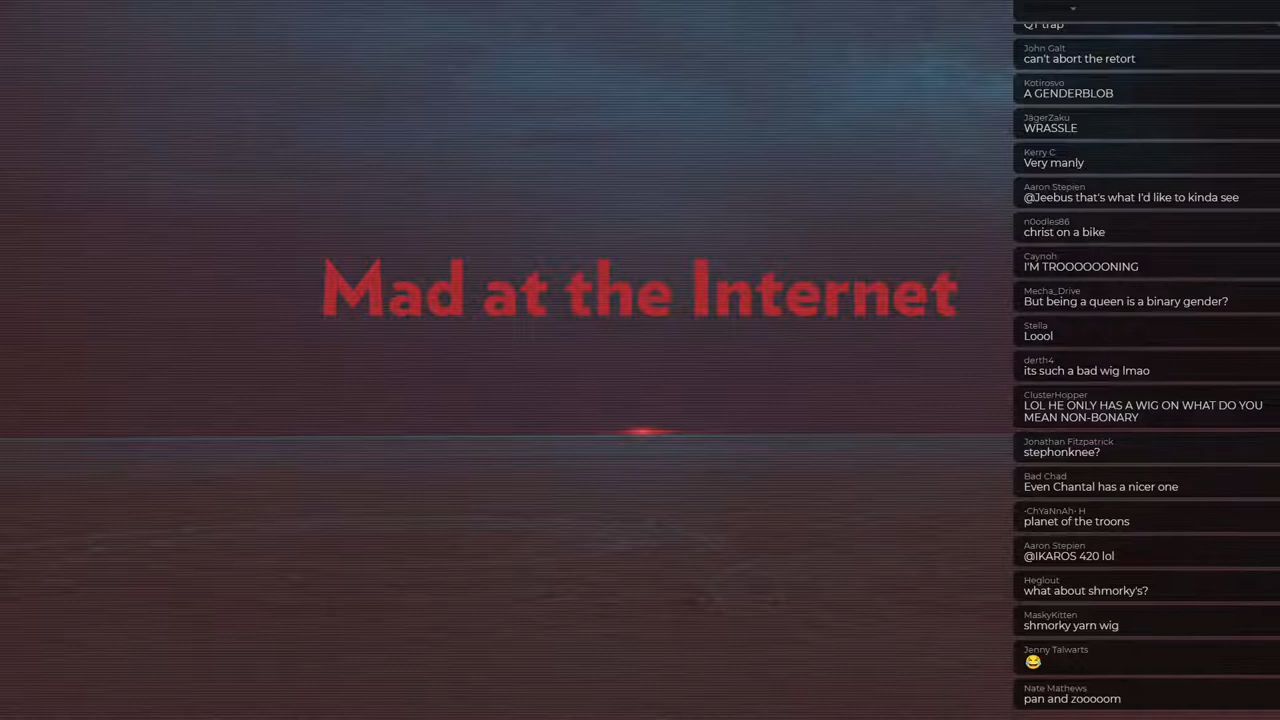 Mad at the Internet
QT trap
John Galt
can't abort the retort
Kotirosvo
A GENDERBLOB
JägerZaku
WRASSLE
Kerry C
Very manly
Aaron Stepien
@Jeebus that's what I'd like to kinda see
n0odles86
christ on a bike
Caynoh
I'M TROOOOOONING
Mecha_Drive
But being a queen is a binary gender?
Stella
Loool
derth4
its such a bad wig lmao
ClusterHopper
LOL HE ONLY HAS A WIG ON WHAT DO YOU
MEAN NON-BONARY
Jonathan Fitzpatrick
stephonknee?
Bad Chad
Even Chantal has a nicer one
•ChYaNnAh• H
planet of the troons
Aaron Stepien
@IKAROS 420 lol
Heglout
what about shmorky's?
MaskyKitten
shmorky yarn wig
Jenny Talwarts
😂
Nate Mathews
pan and zooooom